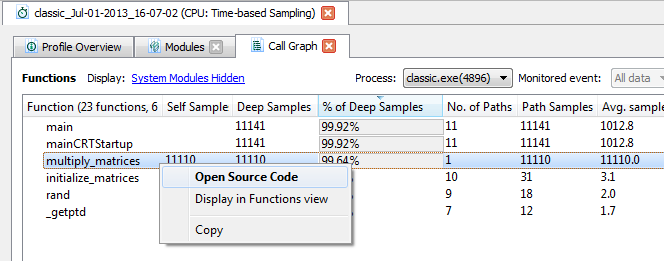 classic_Jul-01-2013_16-07-02 (CPU: Time-based Sampling)
Profile Overview Modules Call Graph
Functions Display: System Modules Hidden Process: classic.exe(4896) Monitored event: All data
Function (23 functions, 6 Self Sample Deep Samples % of Deep Samples No. of Paths Path Samples Avg. sample
main 11141 99.92% 11 11141 1012.8
mainCRTStartup 11141 99.92% 11 11141 1012.8
multiply_matrices 11110 11110 99.64% 1 11110 11110.0
initialize_matrices Open Source Code 10 31 3.1
rand Display in Functions view 9 18 2.0
_getptd 7 12 1.7
Copy